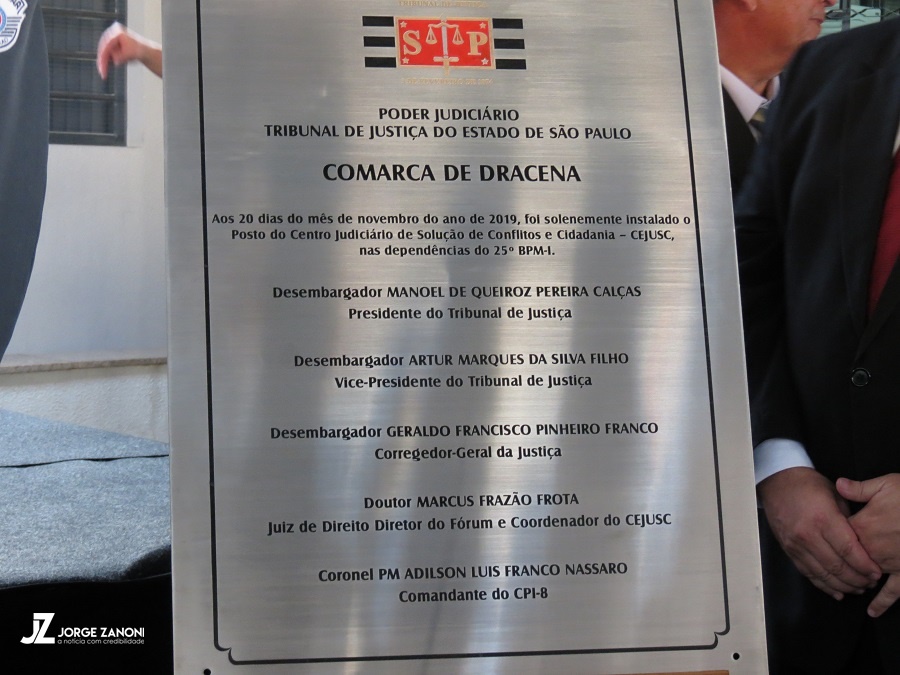 TRIBUNAL DE JUSTIÇA
S P
PODER JUDICIÁRIO
TRIBUNAL DE JUSTIÇA DO ESTADO DE SÃO PAULO
COMARCA DE DRACENA
Aos 20 dias do mês de novembro do ano de 2019, foi solenemente instalado o
Posto do Centro Judiciário de Solução de Conflitos e Cidadania – CEJUSC,
nas dependências do 25º BPM-I.
Desembargador MANOEL DE QUEIROZ PEREIRA CALÇAS
Presidente do Tribunal de Justiça
Desembargador ARTUR MARQUES DA SILVA FILHO
Vice-Presidente do Tribunal de Justiça
Desembargador GERALDO FRANCISCO PINHEIRO FRANCO
Corregedor-Geral da Justiça
Doutor MARCUS FRAZÃO FROTA
Juiz de Direito Diretor do Fórum e Coordenador do CEJUSC
Coronel PM ADILSON LUIS FRANCO NASSARO
Comandante do CPI-8
JZ JORGE ZANONI
a notícia com credibilidade